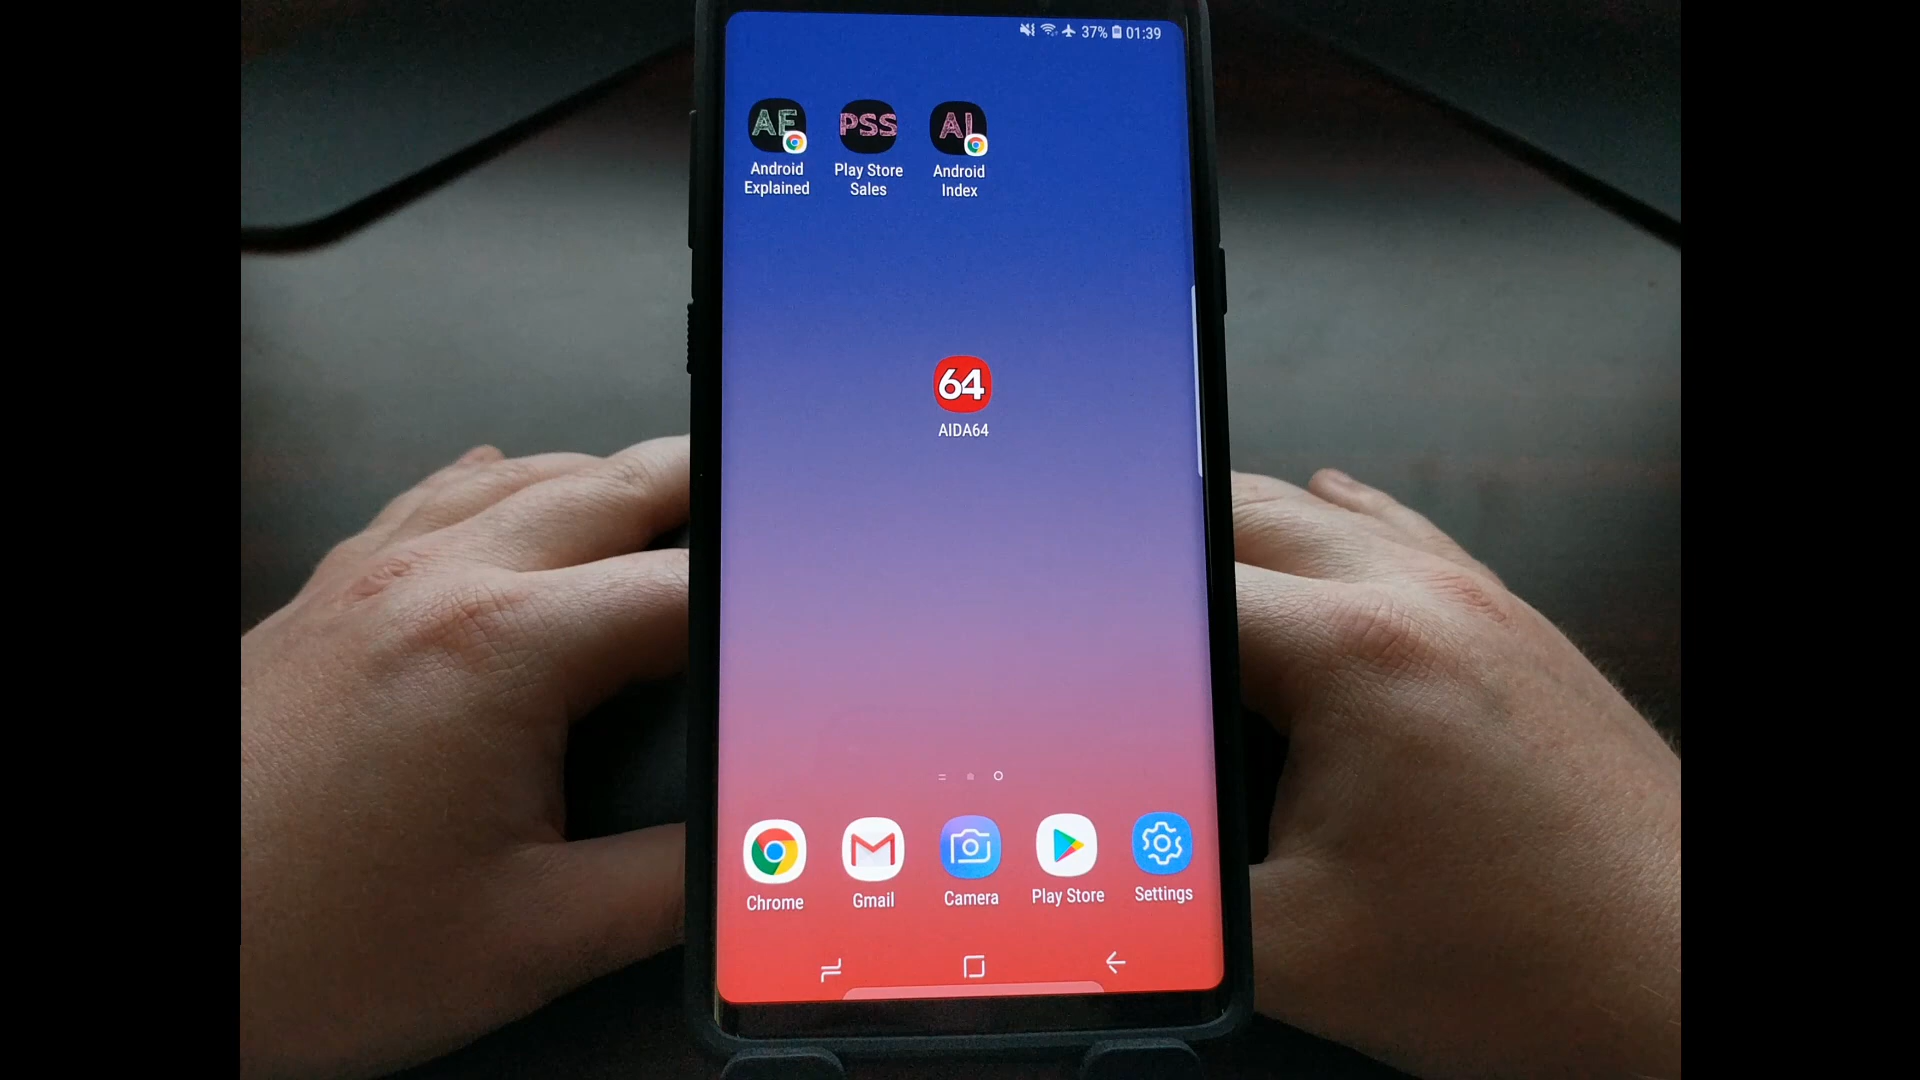 37% 01:39
AE PSS AI
Android Explained
Play Store Sales
Android Index
64
AIDA64
Chrome Gmail Camera Play Store Settings